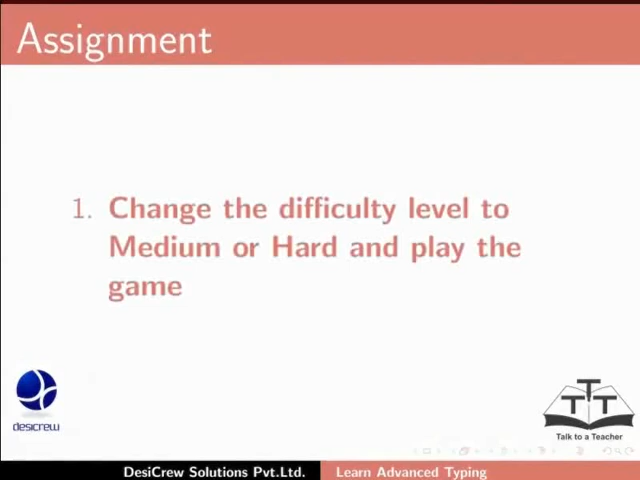 Assignment
1. Change the difficulty level to
Medium or Hard and play the
game
desicrew
T T T
Talk to a Teacher
DesiCrew Solutions Pvt.Ltd. Learn Advanced Typing